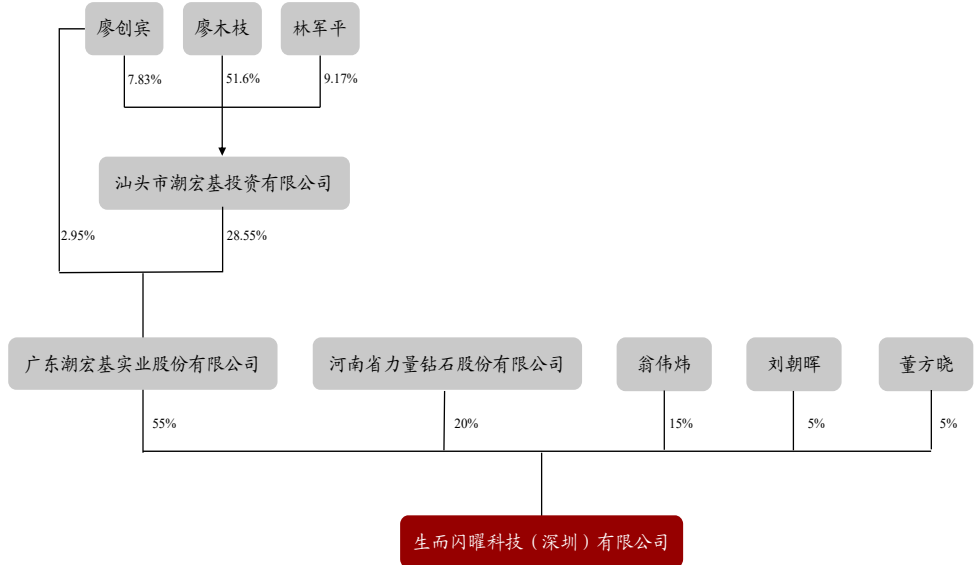 廖创宾
廖木枝
林军平
7.83%
51.6%
9.17%
汕头市潮宏基投资有限公司
2.95%
28.55%
广东潮宏基实业股份有限公司
河南省力量钻石股份有限公司
翁伟炜
刘朝晖
董方晓
55%
20%
15%
5%
5%
生而闪曜科技（深圳）有限公司